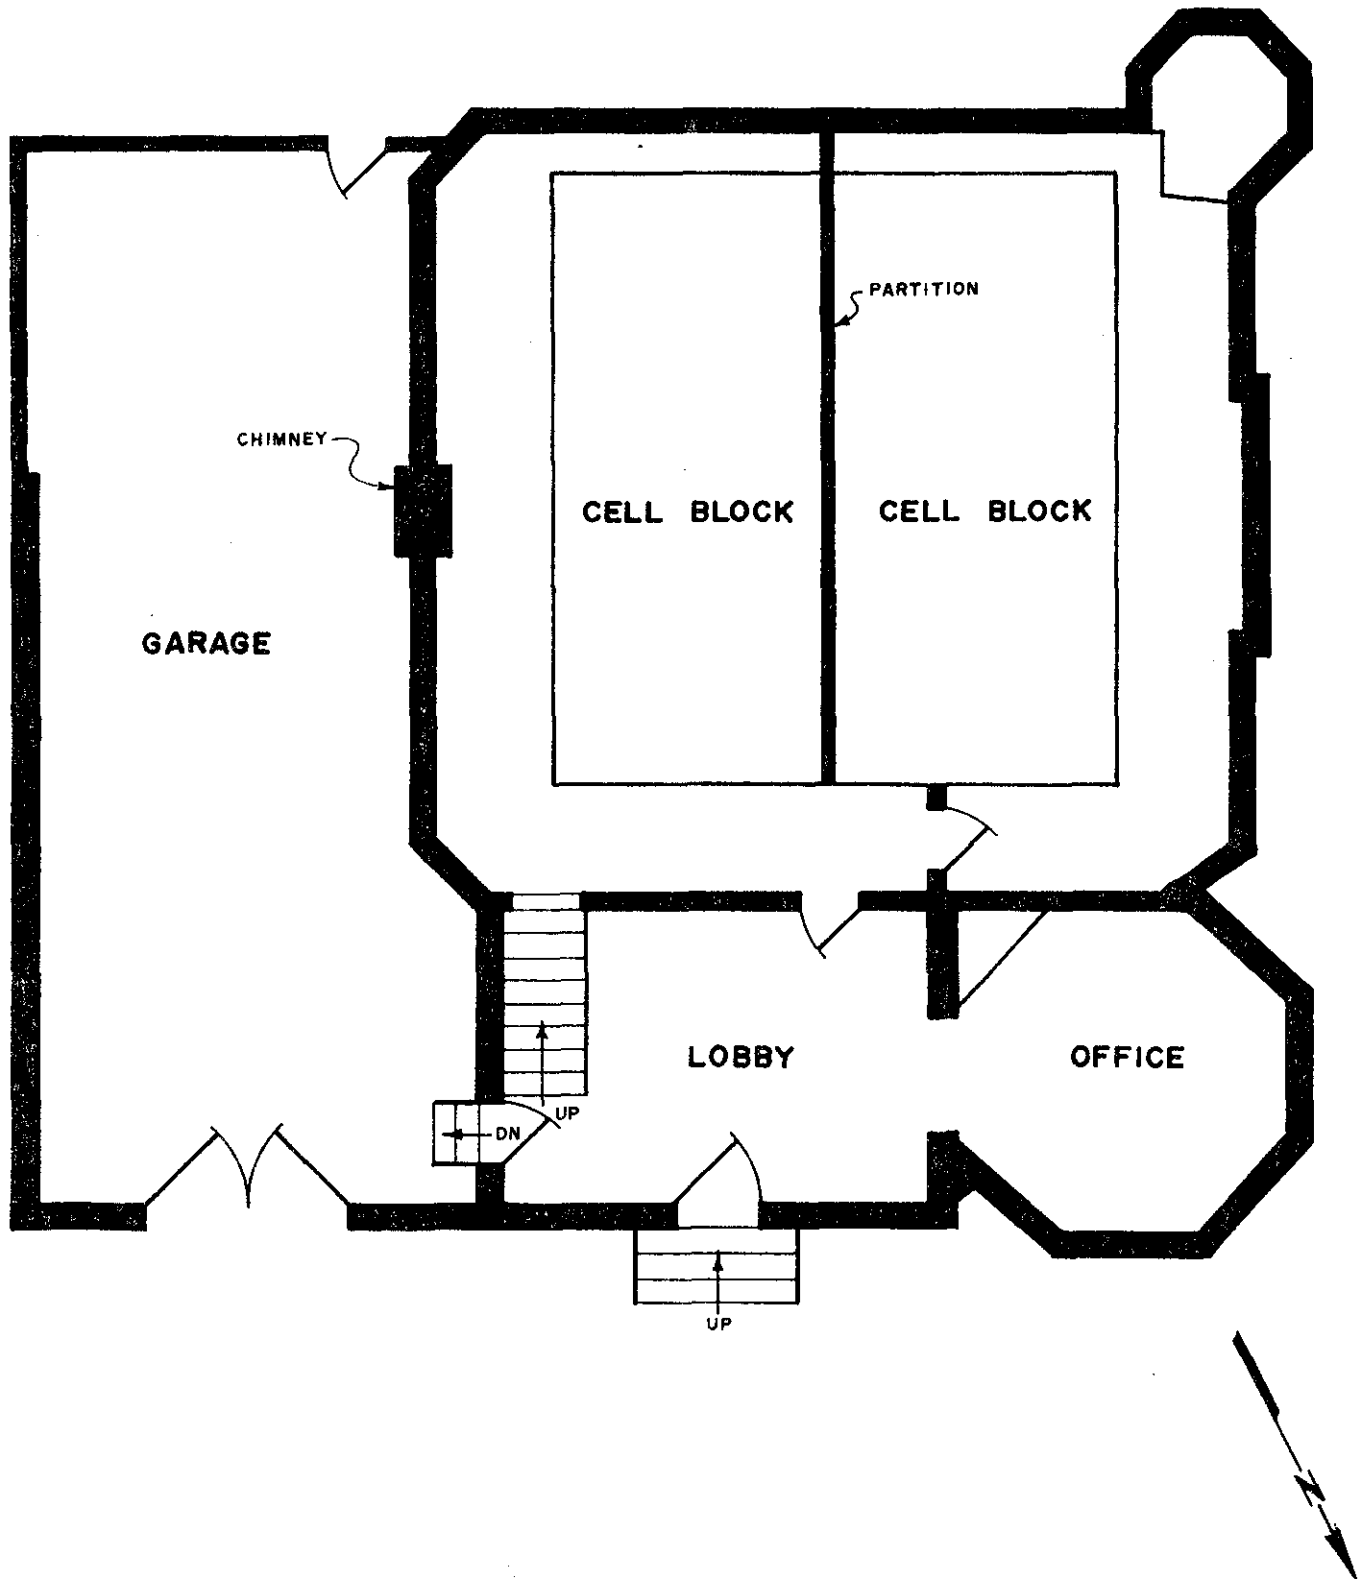 PARTITION
CHIMNEY
CELL BLOCK
CELL BLOCK
GARAGE
LOBBY
OFFICE
UP
DN
UP
N